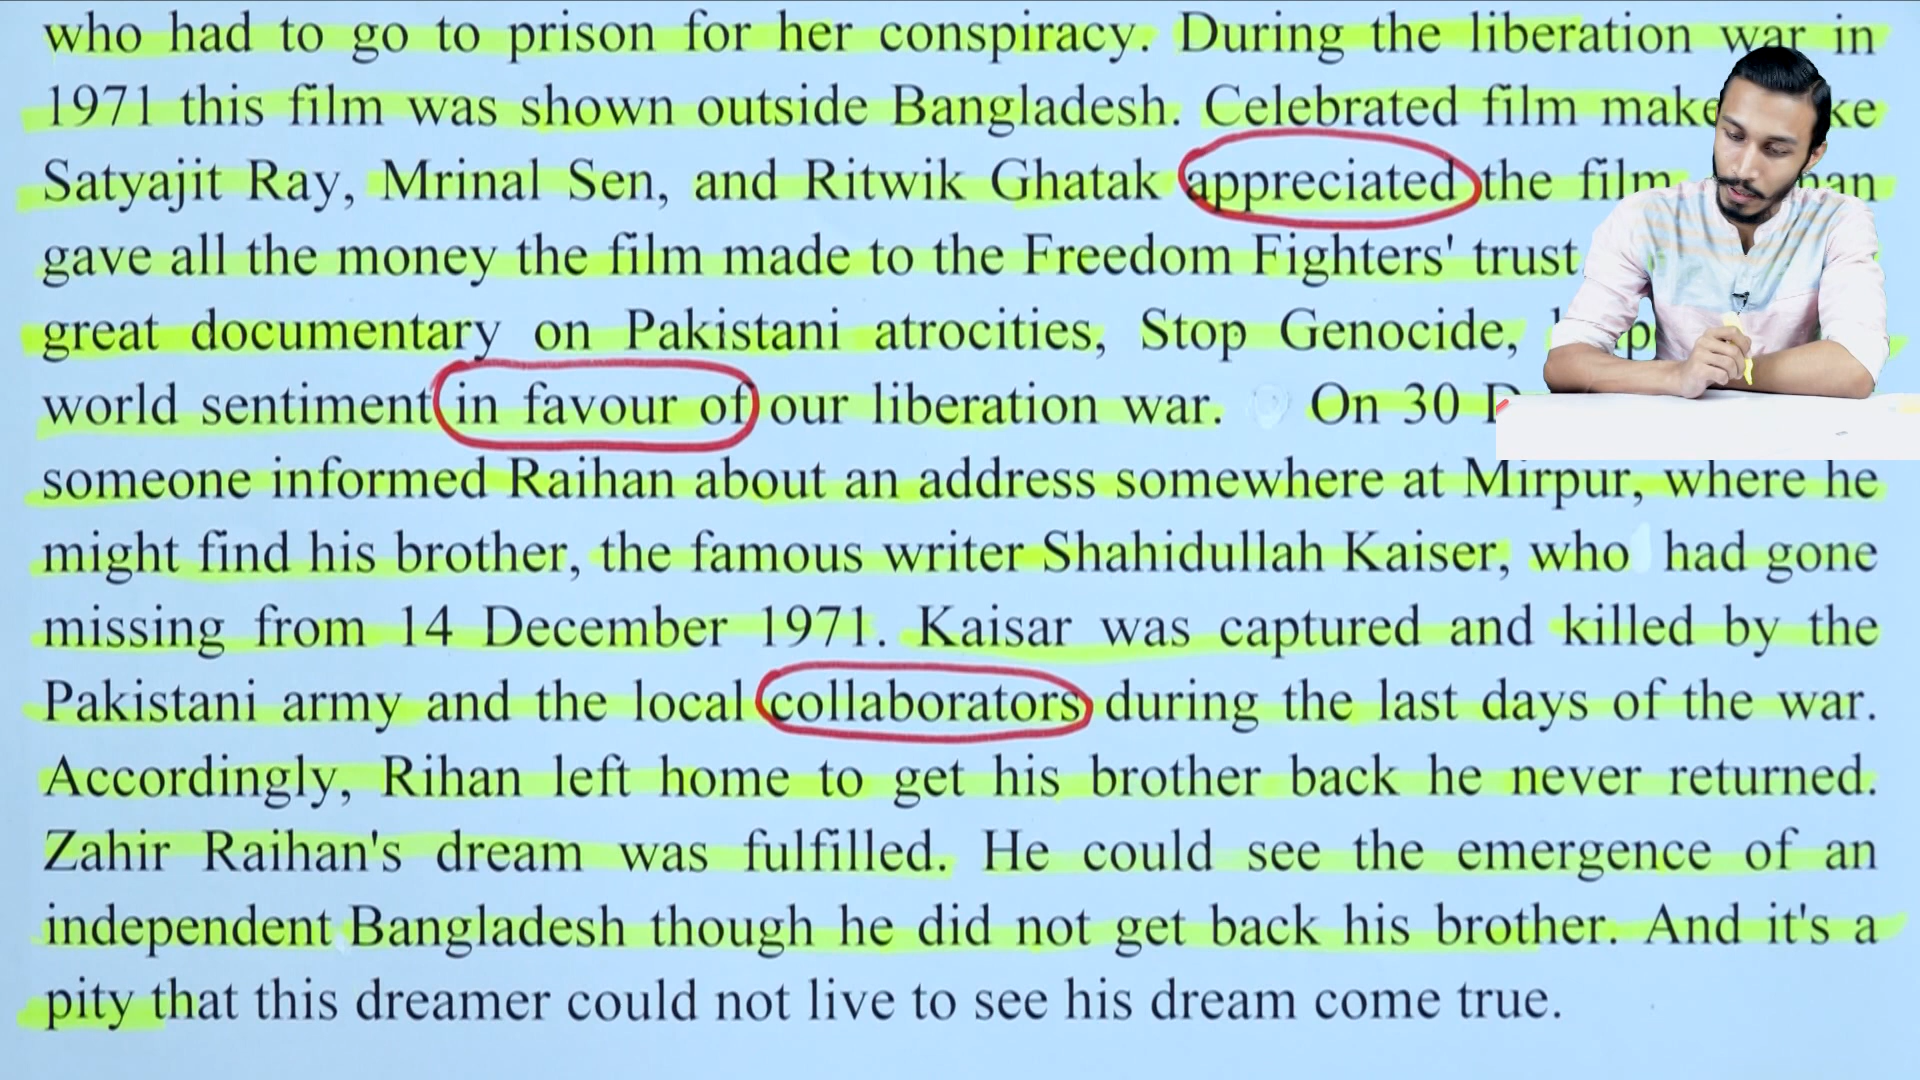 who had to go to prison for her conspiracy. During the liberation war in
1971 this film was shown outside Bangladesh. Celebrated film
Satyajit Ray, Mrinal Sen, and Ritwik Ghatak appreciated the film
gave all the money the film made to the Freedom Fighters' trust
great documentary on Pakistani atrocities, Stop Genocide,
world sentiment in favour of our liberation war. On 30
someone informed Raihan about an address somewhere at Mirpur, where he
might find his brother, the famous writer Shahidullah Kaiser, who had gone
missing from 14 December 1971. Kaisar was captured and killed by the
Pakistani army and the local collaborators during the last days of the war.
Accordingly, Rihan left home to get his brother back he never returned.
Zahir Raihan's dream was fulfilled. He could see the emergence of an
independent Bangladesh though he did not get back his brother. And it's a
pity that this dreamer could not live to see his dream come true.